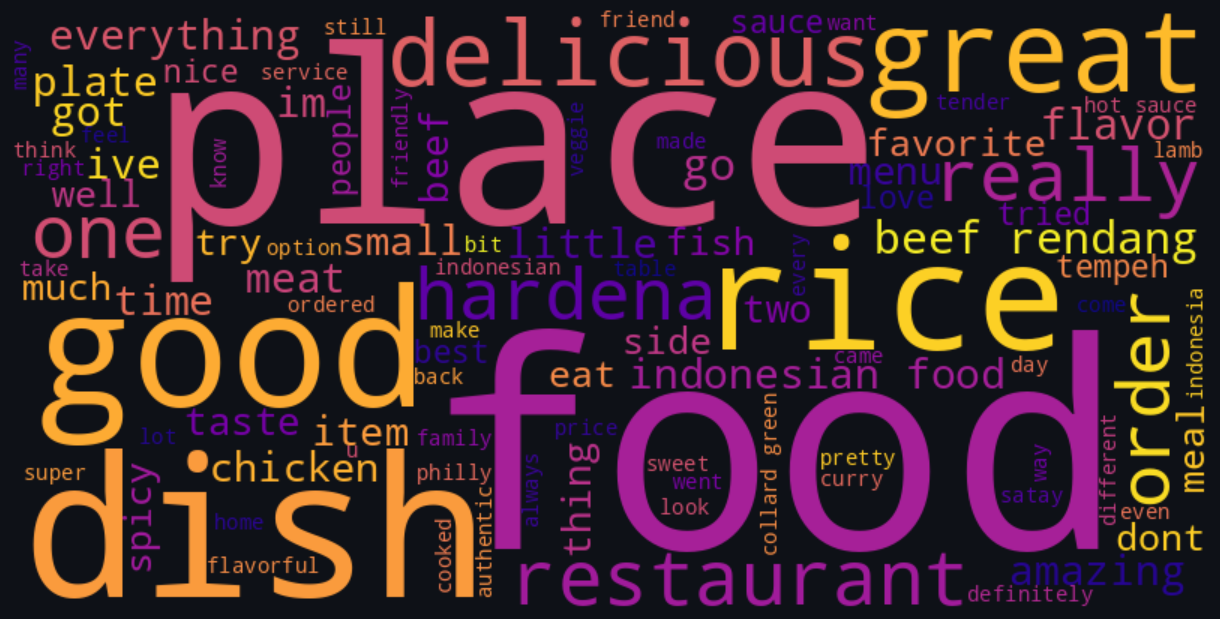 friend
still
sauce
want
everything
delicious
great
many
plate
nice
service
im
place
people
friendly
beef
veggie
tender
hot sauce
got
feel
flavor
think
right
ive
know
made
go
favorite
lamb
menu
really
well
love
tried
one
try
option
small
bit
little
fish
every
beef rendang
take
meat
indonesian
table
tempeh
much
time
ordered
hardena
rice
two
come
order
indonesia
good
make
best
back
side
came
eat
indonesian food
day
food
taste
item
lot
u
family
price
thing
always
collard green
pretty
sweet
went
curry
look
way
satay
different
meal
super
spicy
chicken
philly
even
dont
dish
home
flavorful
cooked
authentic
restaurant
amazing
definitely